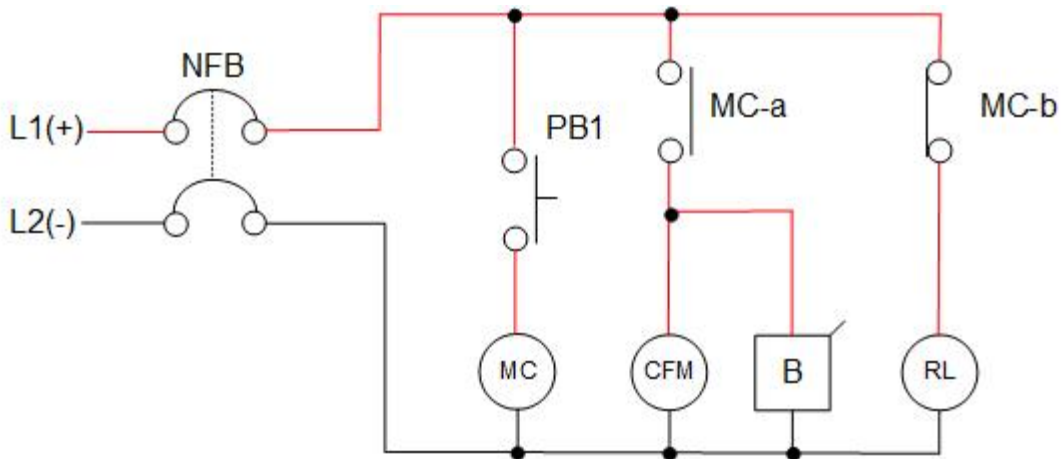 NFB
L1(+)
L2(-)
PB1
MC-a
MC-b
MC
CFM
B
RL